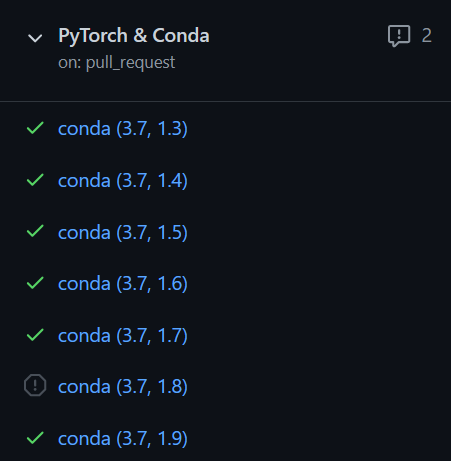 PyTorch & Conda
2
on: pull_request
conda (3.7, 1.3)
conda (3.7, 1.4)
conda (3.7, 1.5)
conda (3.7, 1.6)
conda (3.7, 1.7)
conda (3.7, 1.8)
conda (3.7, 1.9)